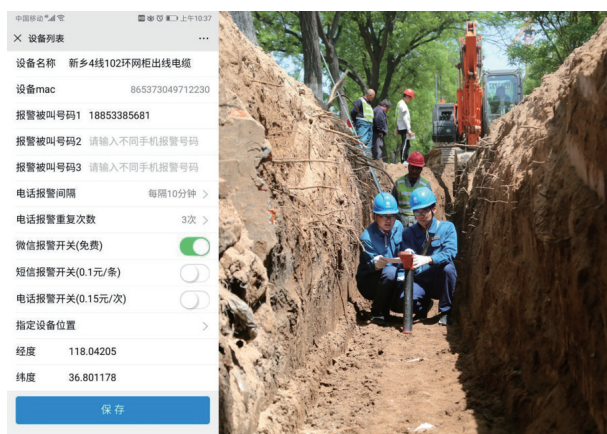 中国移动 上午10:37
× 设备列表 ...
设备名称 新乡4线102环网柜出线电缆
设备mac 865373049712230
报警被叫号码1 18853385681
报警被叫号码2 请输入不同手机报警号码
报警被叫号码3 请输入不同手机报警号码
电话报警间隔 每隔10分钟 >
电话报警重复次数 3次 >
微信报警开关(免费)
短信报警开关(0.1元/条)
电话报警开关(0.15元/次)
指定设备位置 >
经度 118.04205
纬度 36.801178
保存